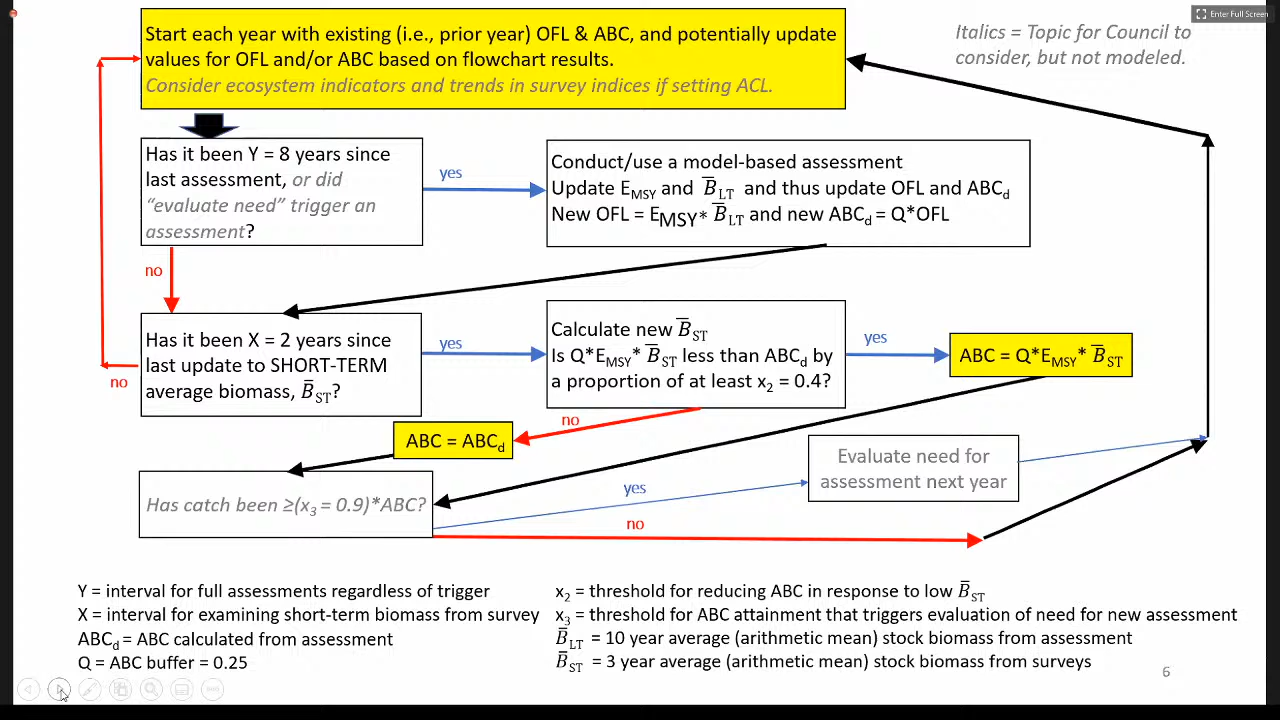 Enter Full Screen
Start each year with existing (i.e., prior year) OFL & ABC, and potentially update
values for OFL and/or ABC based on flowchart results.
Consider ecosystem indicators and trends in survey indices if setting ACL.
Italics = Topic for Council to
consider, but not modeled.
Has it been Y = 8 years since
last assessment, or did
“evaluate need” trigger an
assessment?
yes
Conduct/use a model-based assessment
Update EMSY and B̅LT and thus update OFL and ABCd
New OFL = EMSY* B̅LT and new ABCd = Q*OFL
no
Has it been X = 2 years since
last update to SHORT-TERM
average biomass, B̅ST?
yes
no
Calculate new B̅ST
Is Q*EMSY* B̅ST less than ABCd by
a proportion of at least x2 = 0.4?
yes
ABC = Q*EMSY* B̅ST
no
ABC = ABCd
Has catch been ≥(x3 = 0.9)*ABC?
yes
no
Evaluate need for
assessment next year
Y = interval for full assessments regardless of trigger
X = interval for examining short-term biomass from survey
ABCd = ABC calculated from assessment
Q = ABC buffer = 0.25
x2 = threshold for reducing ABC in response to low B̅ST
x3 = threshold for ABC attainment that triggers evaluation of need for new assessment
B̅LT = 10 year average (arithmetic mean) stock biomass from assessment
B̅ST = 3 year average (arithmetic mean) stock biomass from surveys
6